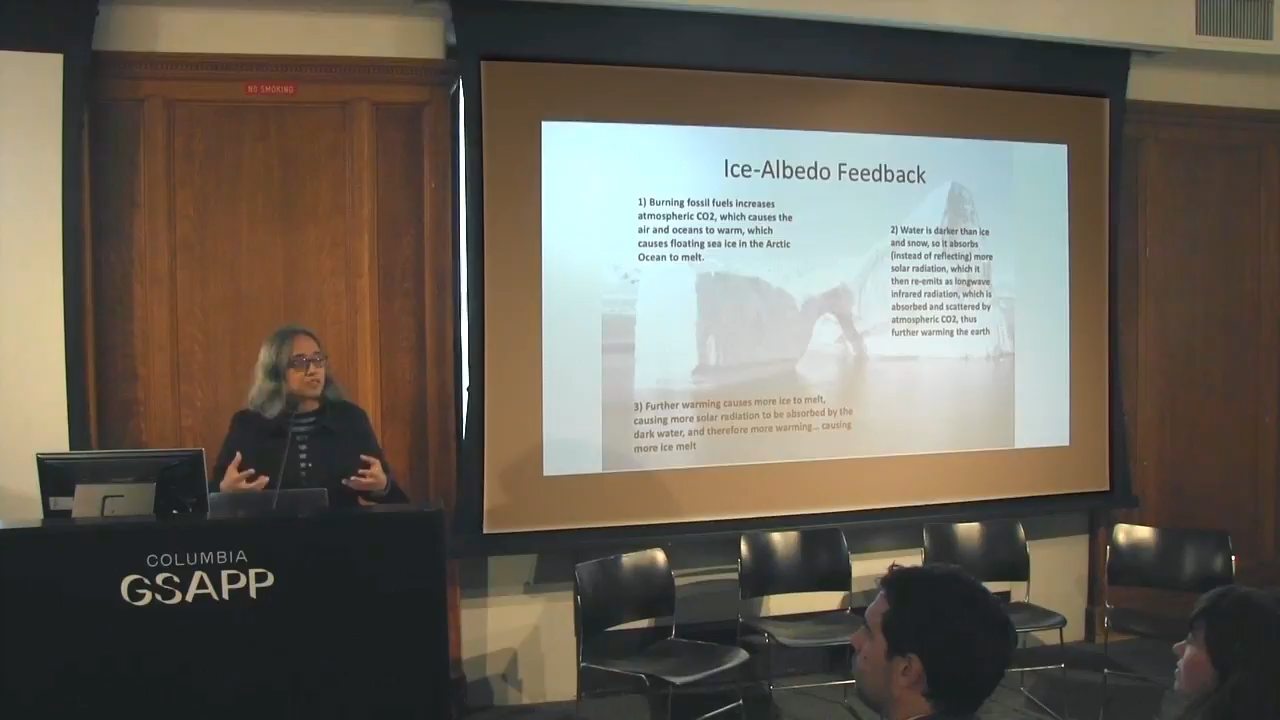 NO SMOKING
Ice-Albedo Feedback
1) Burning fossil fuels increases
atmospheric CO2, which causes the
air and oceans to warm, which
causes floating sea ice in the Arctic
Ocean to melt.
2) Water is darker than ice
and snow, so it absorbs
(instead of reflecting) more
solar radiation, which it
then re-emits as longwave
infrared radiation, which is
absorbed and scattered by
atmospheric CO2, thus
further warming the earth
3) Further warming causes more ice to melt,
causing more solar radiation to be absorbed by the
dark water, and therefore more warming... causing
more ice melt
COLUMBIA
GSAPP